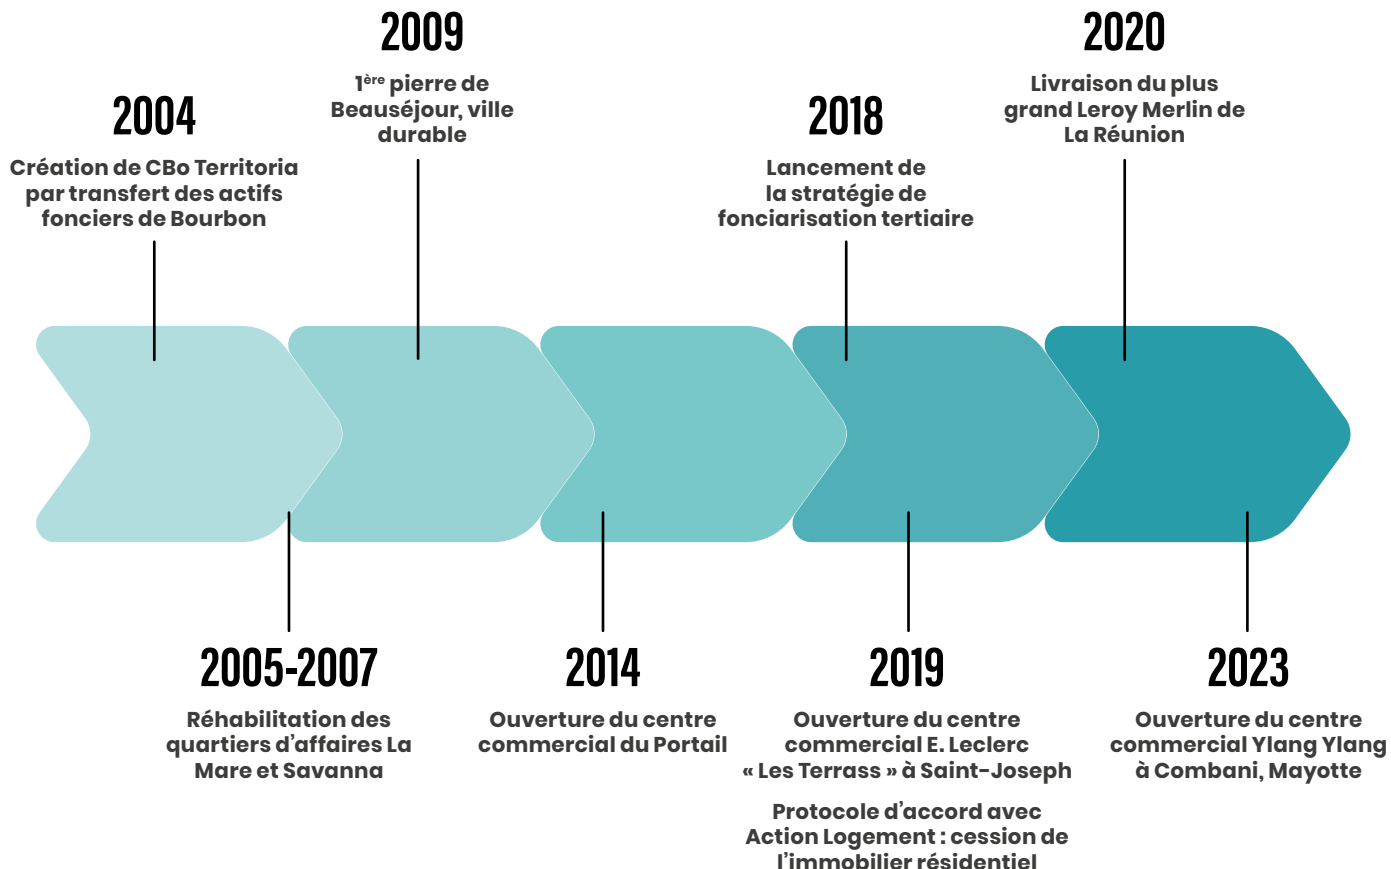 2004
Création de CBo Territoria
par transfert des actifs
fonciers de Bourbon
2005-2007
Réhabilitation des
quartiers d’affaires La
Mare et Savanna
2009
1ère pierre de
Beauséjour, ville
durable
2014
Ouverture du centre
commercial du Portail
2018
Lancement de
la stratégie de
fonciarisation tertiaire
2019
Ouverture du centre
commercial E. Leclerc
« Les Terrass » à Saint-Joseph
Protocole d’accord avec
Action Logement : cession de
l’immobilier résidentiel
2020
Livraison du plus
grand Leroy Merlin de
La Réunion
2023
Ouverture du centre
commercial Ylang Ylang
à Combani, Mayotte